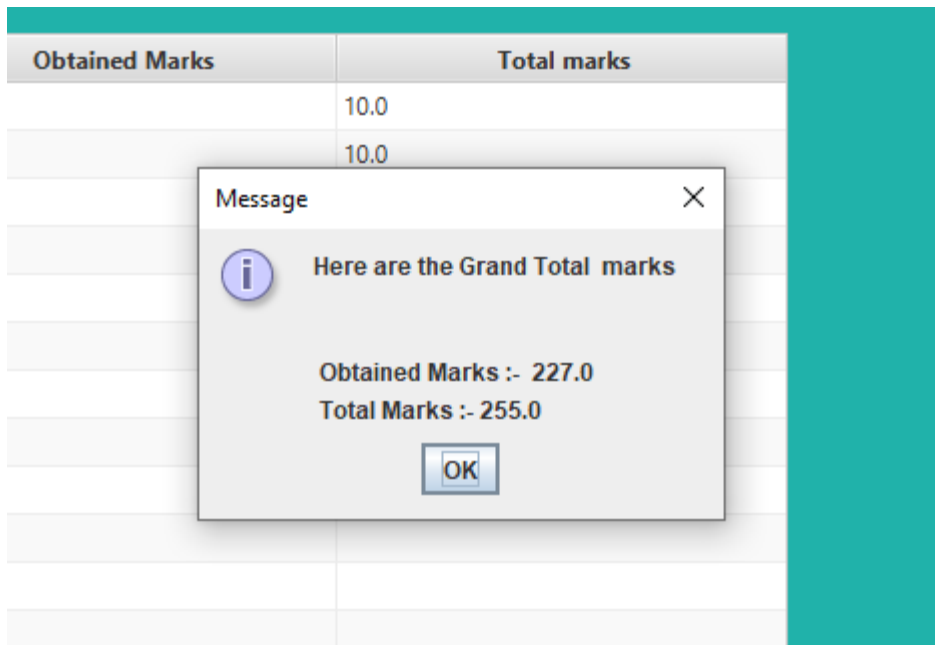 Obtained Marks Total marks
10.0
10.0
Message
Here are the Grand Total marks
Obtained Marks :- 227.0
Total Marks :- 255.0
OK